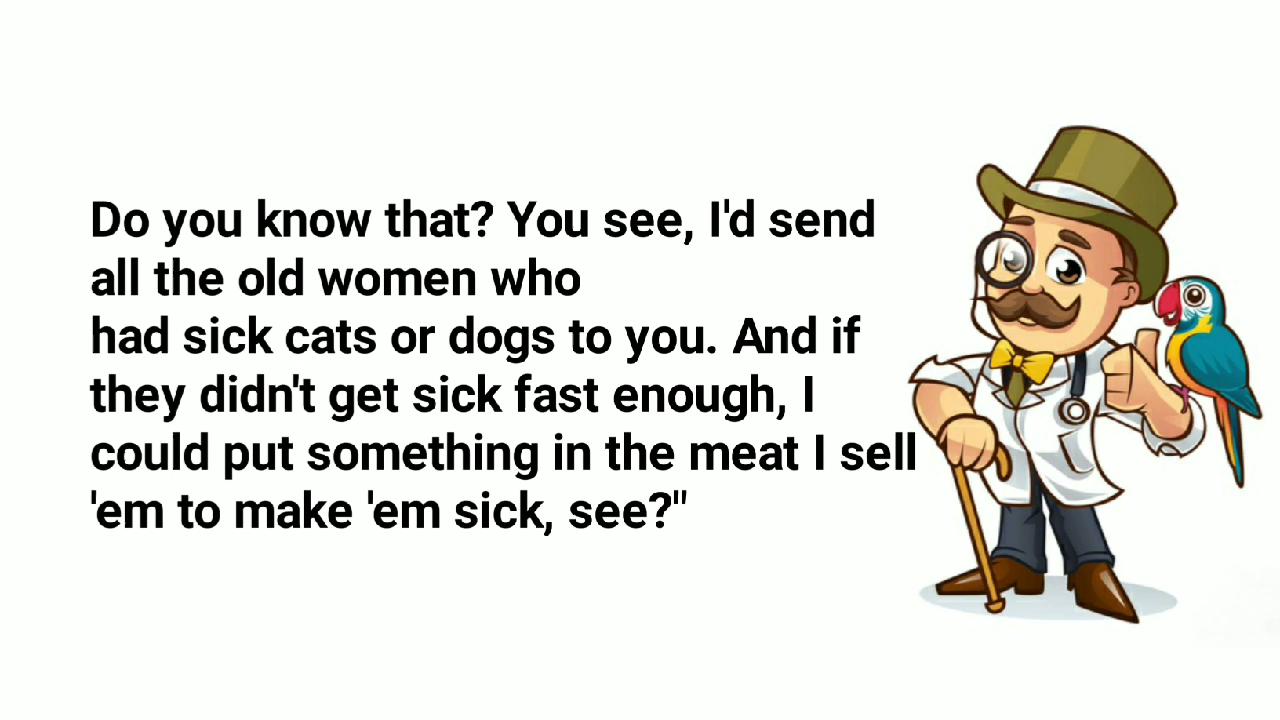 Do you know that? You see, I'd send
all the old women who
had sick cats or dogs to you. And if
they didn't get sick fast enough, I
could put something in the meat I sell
'em to make 'em sick, see?"